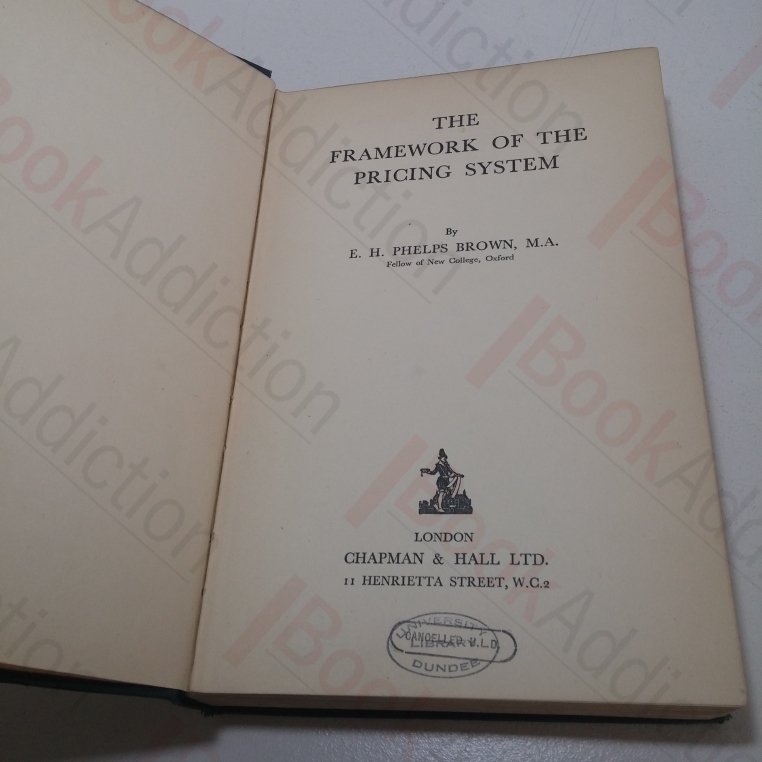 THE
FRAMEWORK OF THE
PRICING SYSTEM
By
E. H. PHELPS BROWN, M.A.
Fellow of New College, Oxford
LONDON
CHAPMAN & HALL LTD.
11 HENRIETTA STREET, W.C.2
UNIVERSITY
CANCELLED U.L.D.
LIBRARY
DUNDEE
BookAddiction